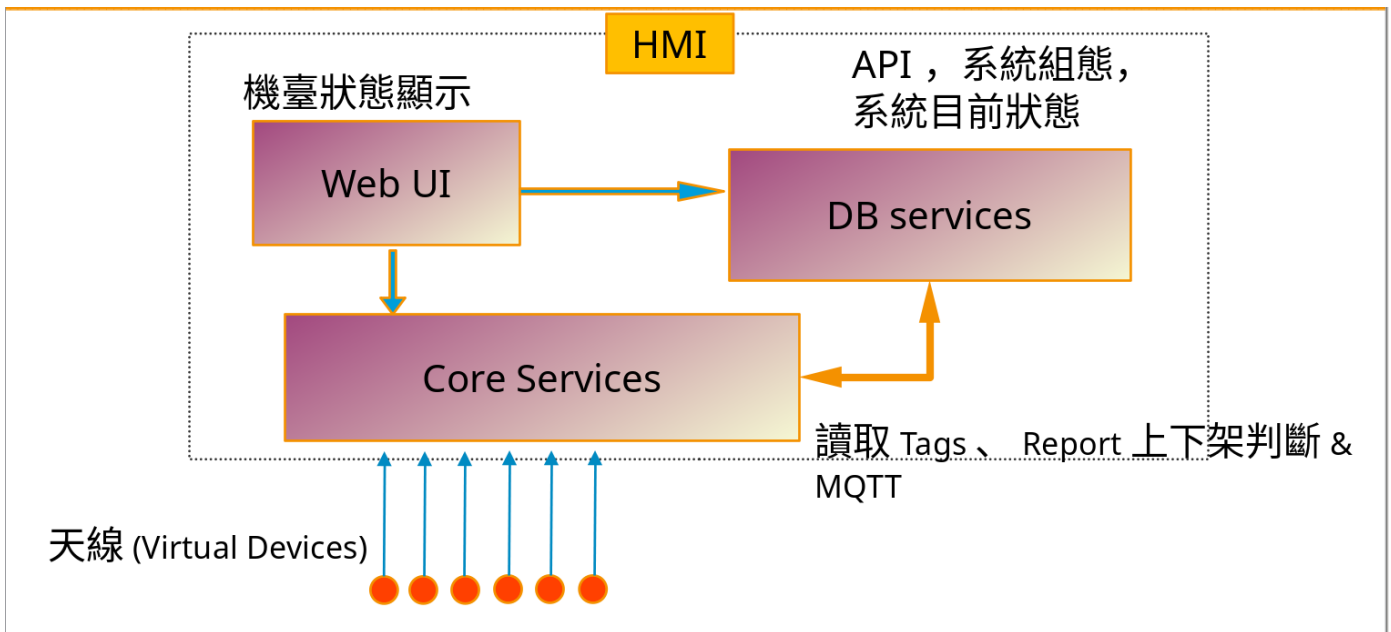 HMI
機臺狀態顯示
API ，系統組態，
系統目前狀態
Web UI
DB services
Core Services
讀取 Tags 、 Report 上下架判斷 &
MQTT
天線 (Virtual Devices)